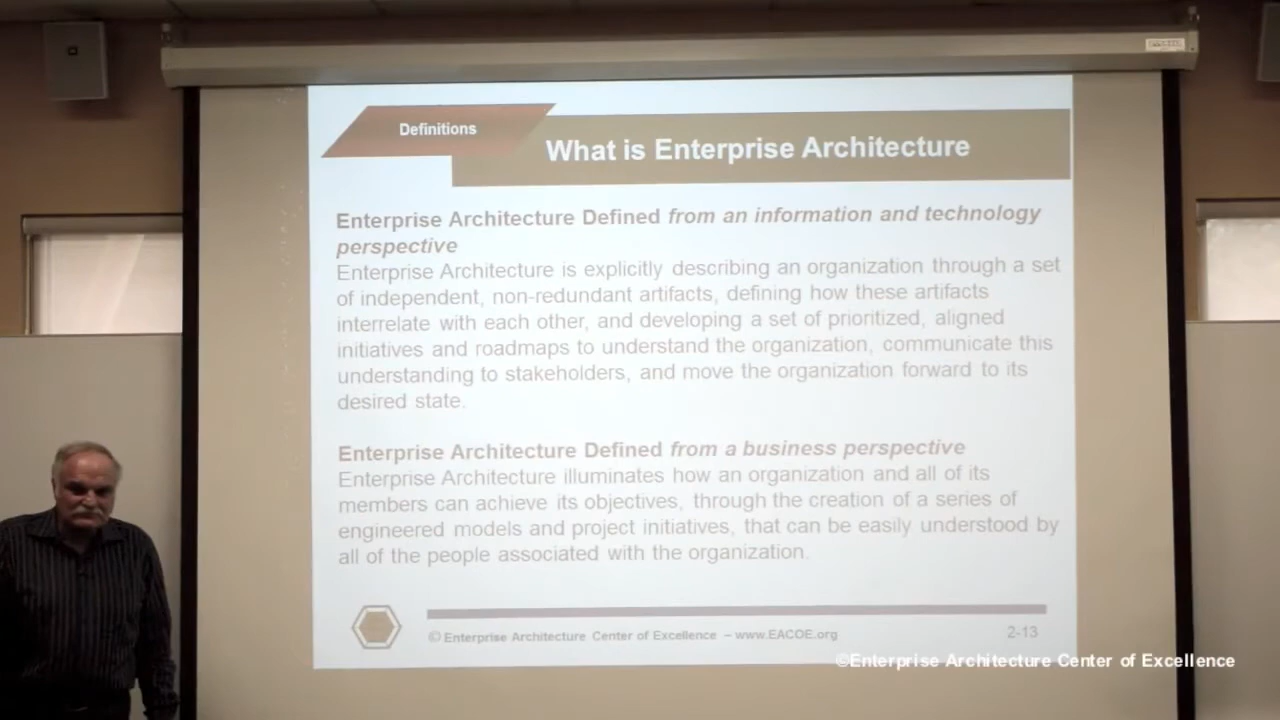 Definitions
What is Enterprise Architecture
Enterprise Architecture Defined from an information and technology
perspective
Enterprise Architecture is explicitly describing an organization through a set
of independent, non-redundant artifacts, defining how these artifacts
interrelate with each other, and developing a set of prioritized, aligned
initiatives and roadmaps to understand the organization, communicate this
understanding to stakeholders, and move the organization forward to its
desired state.
Enterprise Architecture Defined from a business perspective
Enterprise Architecture illuminates how an organization and all of its
members can achieve its objectives, through the creation of a series of
engineered models and project initiatives, that can be easily understood by
all of the people associated with the organization.
© Enterprise Architecture Center of Excellence – www.EACOE.org
2-13
©Enterprise Architecture Center of Excellence